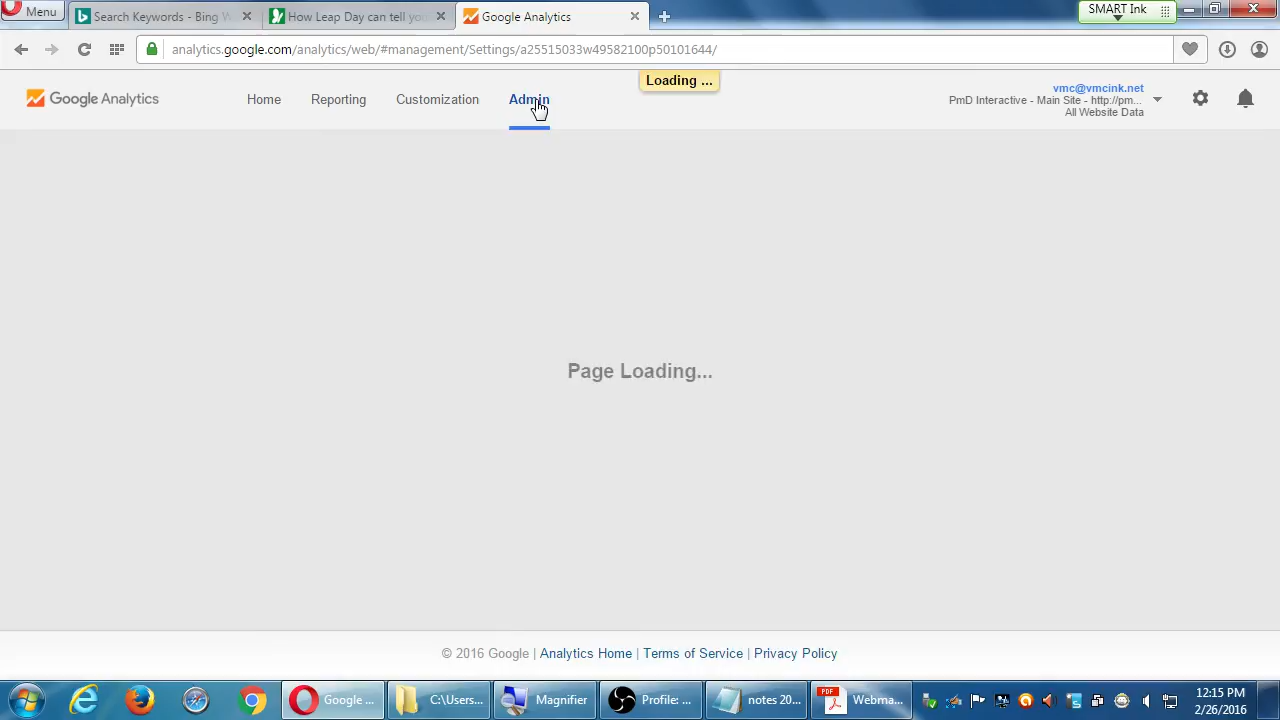 Menu
Search Keywords - Bing W
How Leap Day can tell yo
Google Analytics
SMART Ink
analytics.google.com/analytics/web/#management/Settings/a25515033w49582100p50101644/
Loading ...
Google Analytics
Home
Reporting
Customization
Admin
vmc@vmcink.net
PmD Interactive - Main Site - http://pm...
All Website Data
Page Loading...
© 2016 Google | Analytics Home | Terms of Service | Privacy Policy
Google ...
C:\Users...
Magnifier
Profile: ...
notes 20...
PDF
Webma...
12:15 PM
2/26/2016